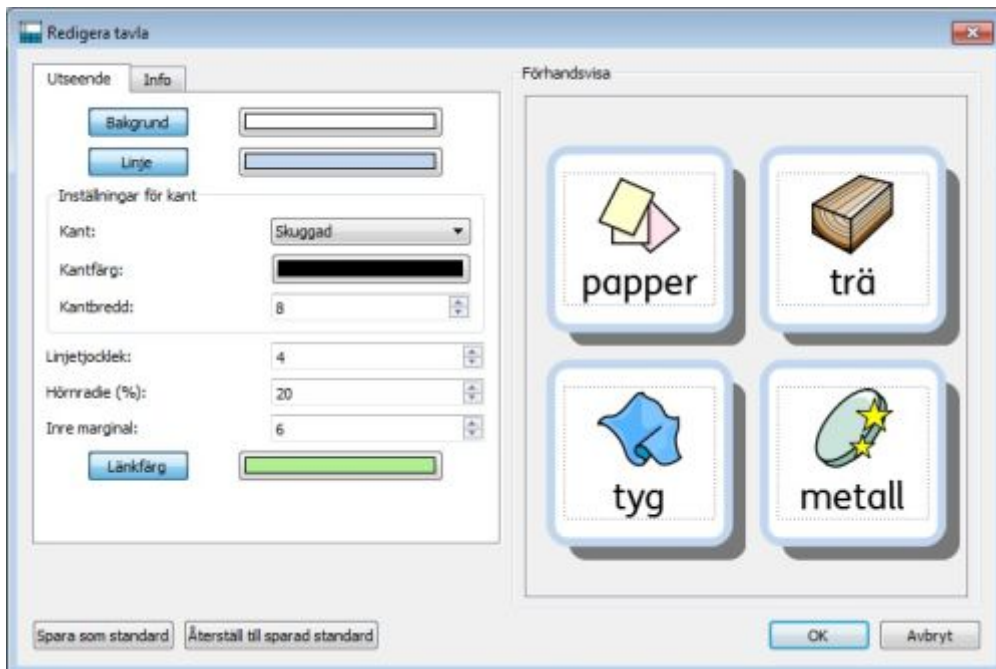 Redigera tavla
Utseende
Info
Bakgrund
Linje
Inställningar för kant
Kant:
Skuggad
Kantfärg:
Kantbredd:
8
Linjetjocklek:
4
Hörnradie (%):
20
Inre marginal:
6
Länkfärg
Förhandsvisa
papper
trä
tyg
metall
Spara som standard
Återställ till sparad standard
OK
Avbryt